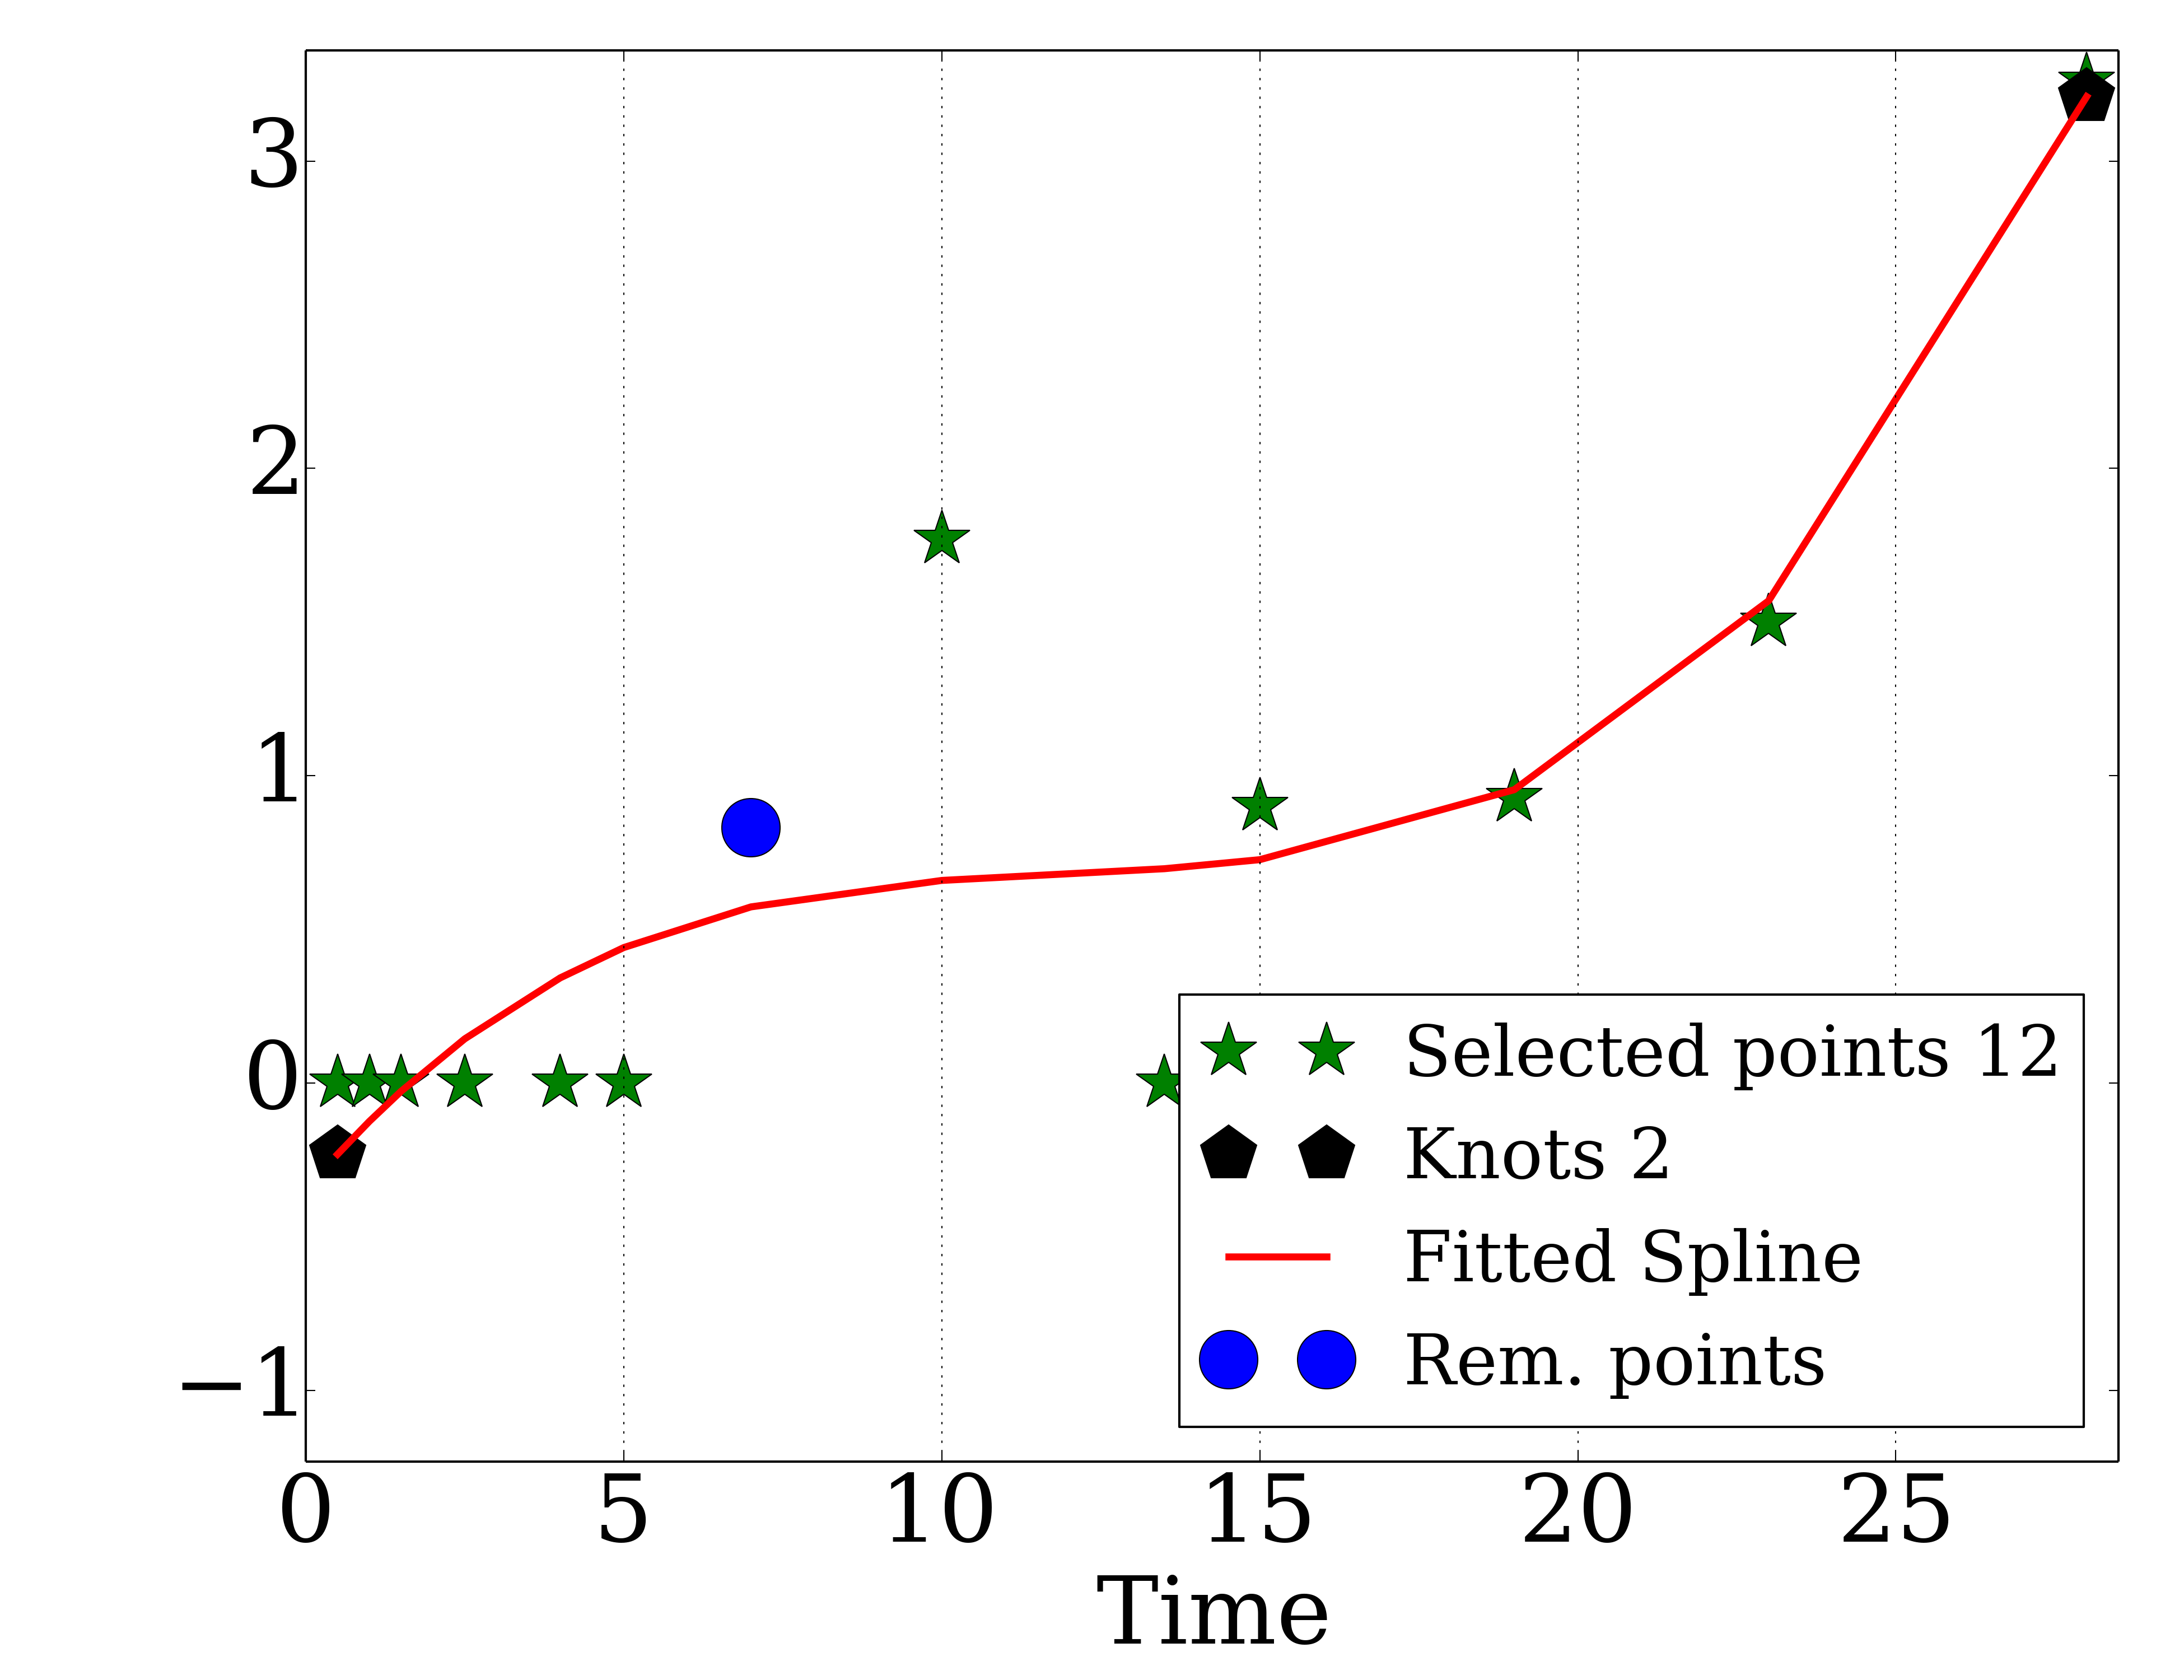 3
2
1
0
−1
Selected points 12
Knots 2
Fitted Spline
Rem. points
0 5 10 15 20 25
Time